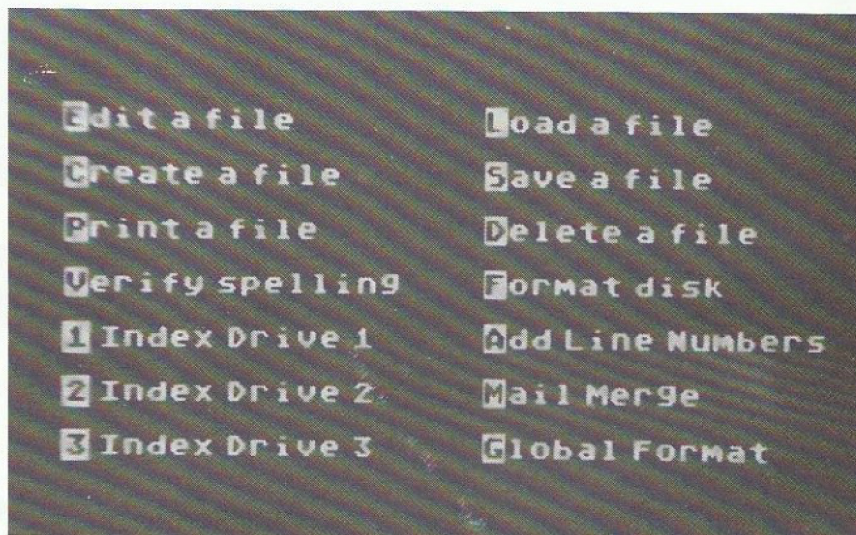 Edit a file
Create a file
Print a file
Verify spelling
1 Index Drive 1
2 Index Drive 2
3 Index Drive 3
Load a file
Save a file
Delete a file
Format disk
Add Line Numbers
Mail Merge
Global Format